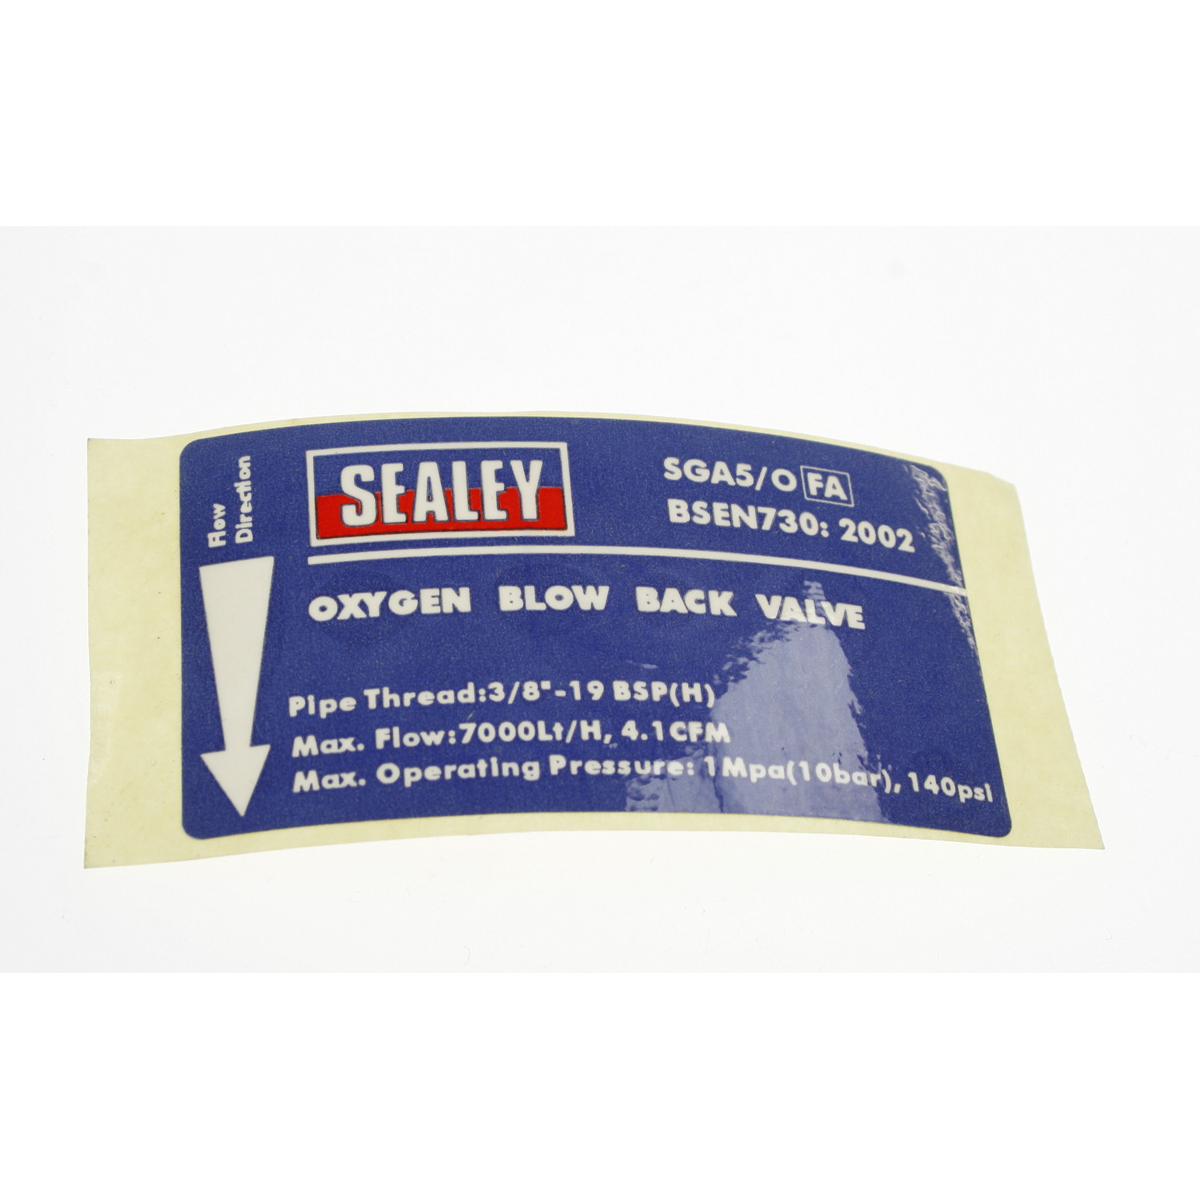 Flow
Direction
SEALEY
SGA5/O FA
BSEN730: 2002
OXYGEN BLOW BACK VALVE
Pipe Thread:3/8"-19 BSP(H)
Max. Flow:7000Lt/H, 4.1CFM
Max. Operating Pressure: 1Mpa(10bar), 140psi